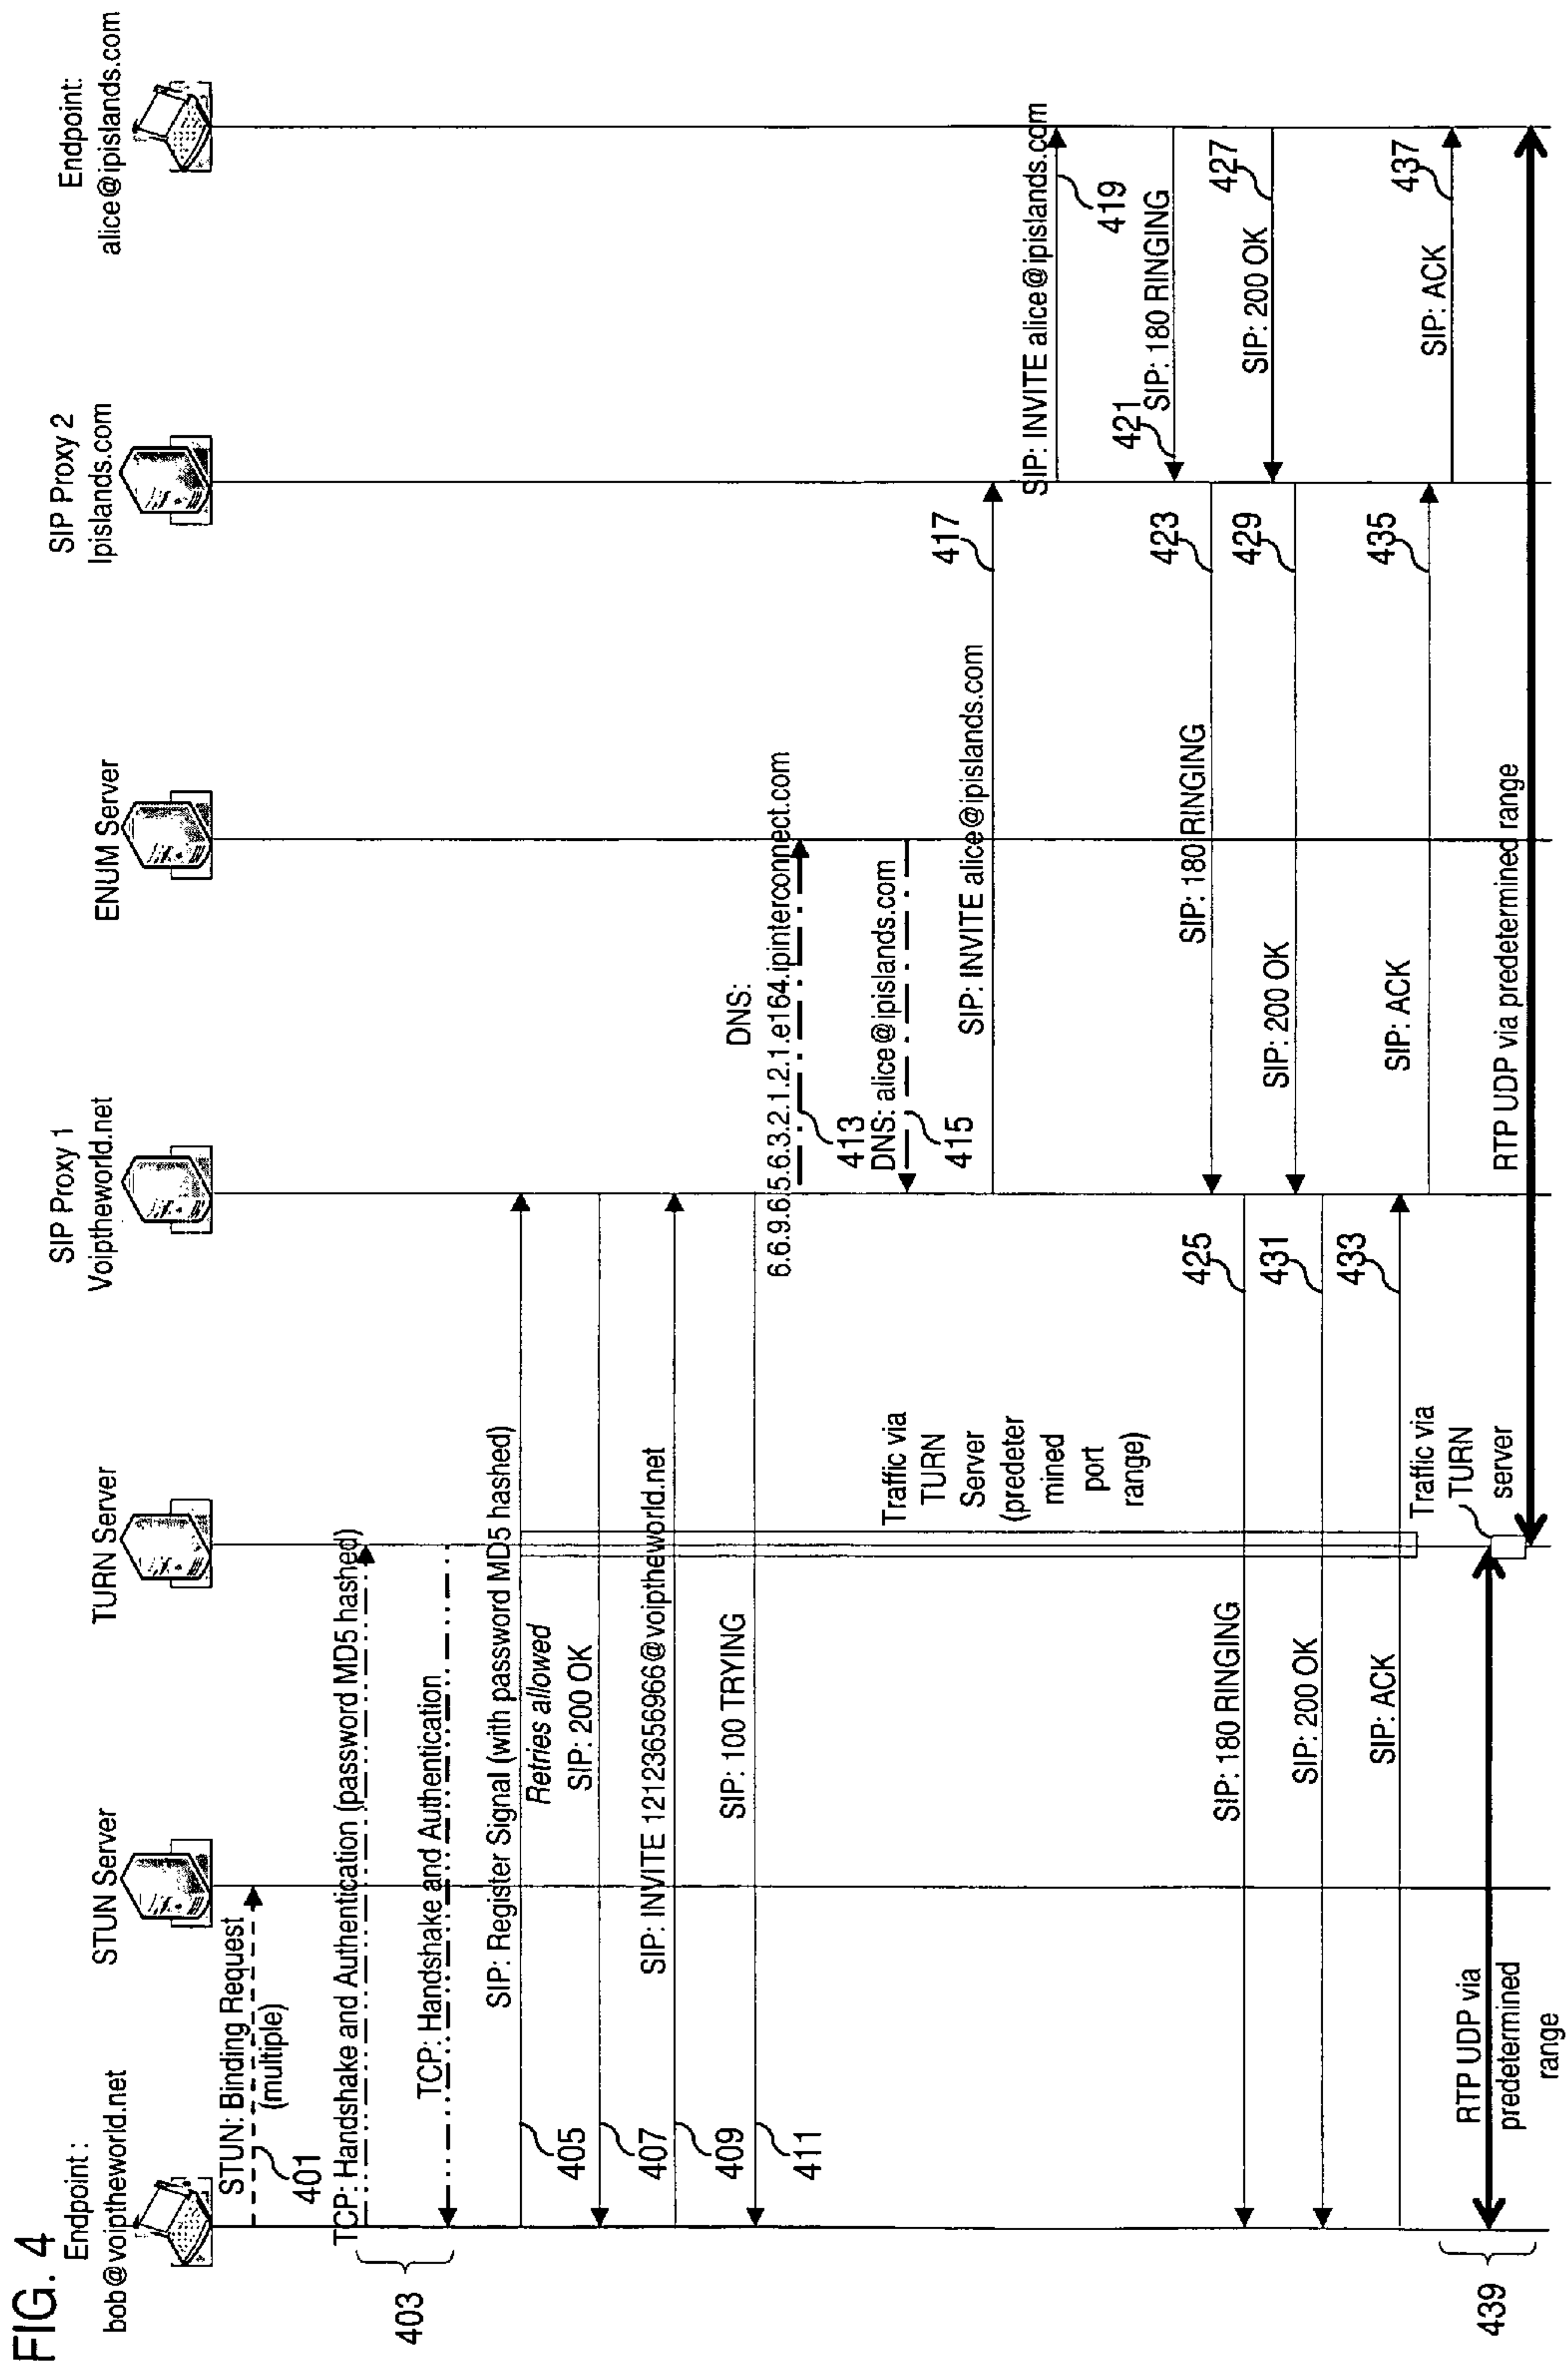 FIG. 4
Endpoint :
bob@voiptheworld.net
STUN Server
TURN Server
SIP Proxy 1
Voiptheworld.net
ENUM Server
SIP Proxy 2
Ipislands.com
Endpoint:
alice@ipislands.com
STUN: Binding Request
(multiple)
401
TCP: Handshake and Authentication (password MD5 hashed)
TCP: Handshake and Authentication
403
SIP: Register Signal (with password MD5 hashed)
405
Retries allowed
SIP: 200 OK
407
SIP: INVITE 12123656966@voiptheworld.net
409
SIP: 100 TRYING
411
DNS:
6.6.9.6.5.6.3.2.1.2.1.e164.ipinterconnect.com
413
DNS: alice@ipislands.com
415
SIP: INVITE alice@ipislands.com
417
SIP: INVITE alice@ipislands.com
419
Traffic via
TURN
Server
(predeter
mined
port
range)
421
SIP: 180 RINGING
SIP: 180 RINGING
423
SIP: 180 RINGING
425
SIP: 200 OK
427
SIP: 200 OK
429
SIP: 200 OK
431
SIP: ACK
433
SIP: ACK
435
SIP: ACK
437
Traffic via
TURN
server
RTP UDP via
predetermined
range
RTP UDP via predetermined range
439